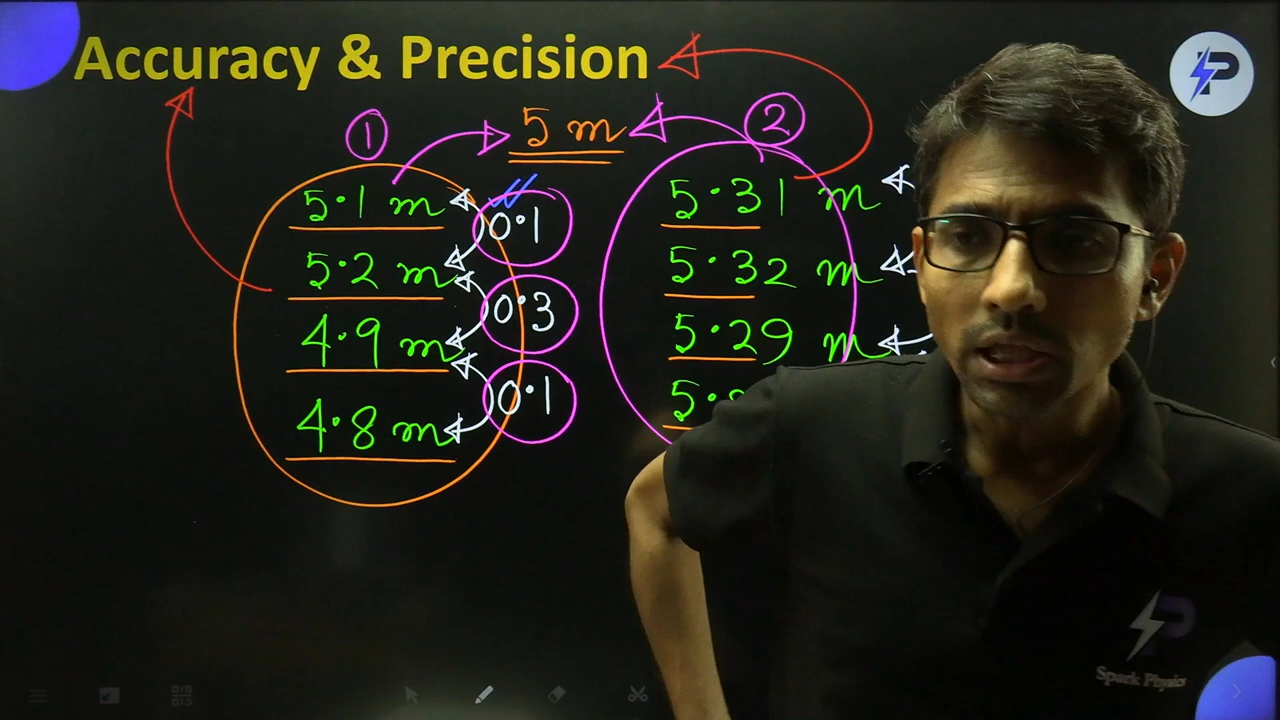 Accuracy & Precision
1
5 m
2
5.1 m
0.1
5.31 m
5.2 m
5.32 m
0.3
4.9 m
5.29 m
0.1
4.8 m
Spark Physics